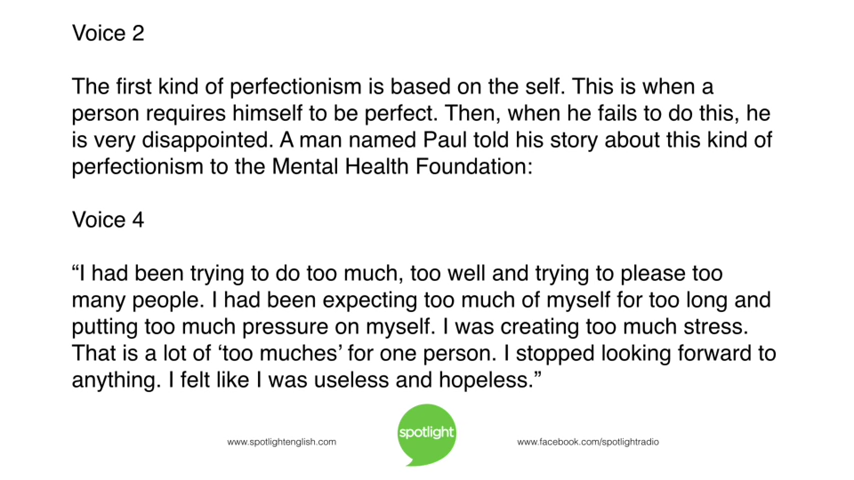 Voice 2
The first kind of perfectionism is based on the self. This is when a
person requires himself to be perfect. Then, when he fails to do this, he
is very disappointed. A man named Paul told his story about this kind of
perfectionism to the Mental Health Foundation:
Voice 4
“I had been trying to do too much, too well and trying to please too
many people. I had been expecting too much of myself for too long and
putting too much pressure on myself. I was creating too much stress.
That is a lot of ‘too muches’ for one person. I stopped looking forward to
anything. I felt like I was useless and hopeless.”
spotlight
www.spotlightenglish.com
www.facebook.com/spotlightradio